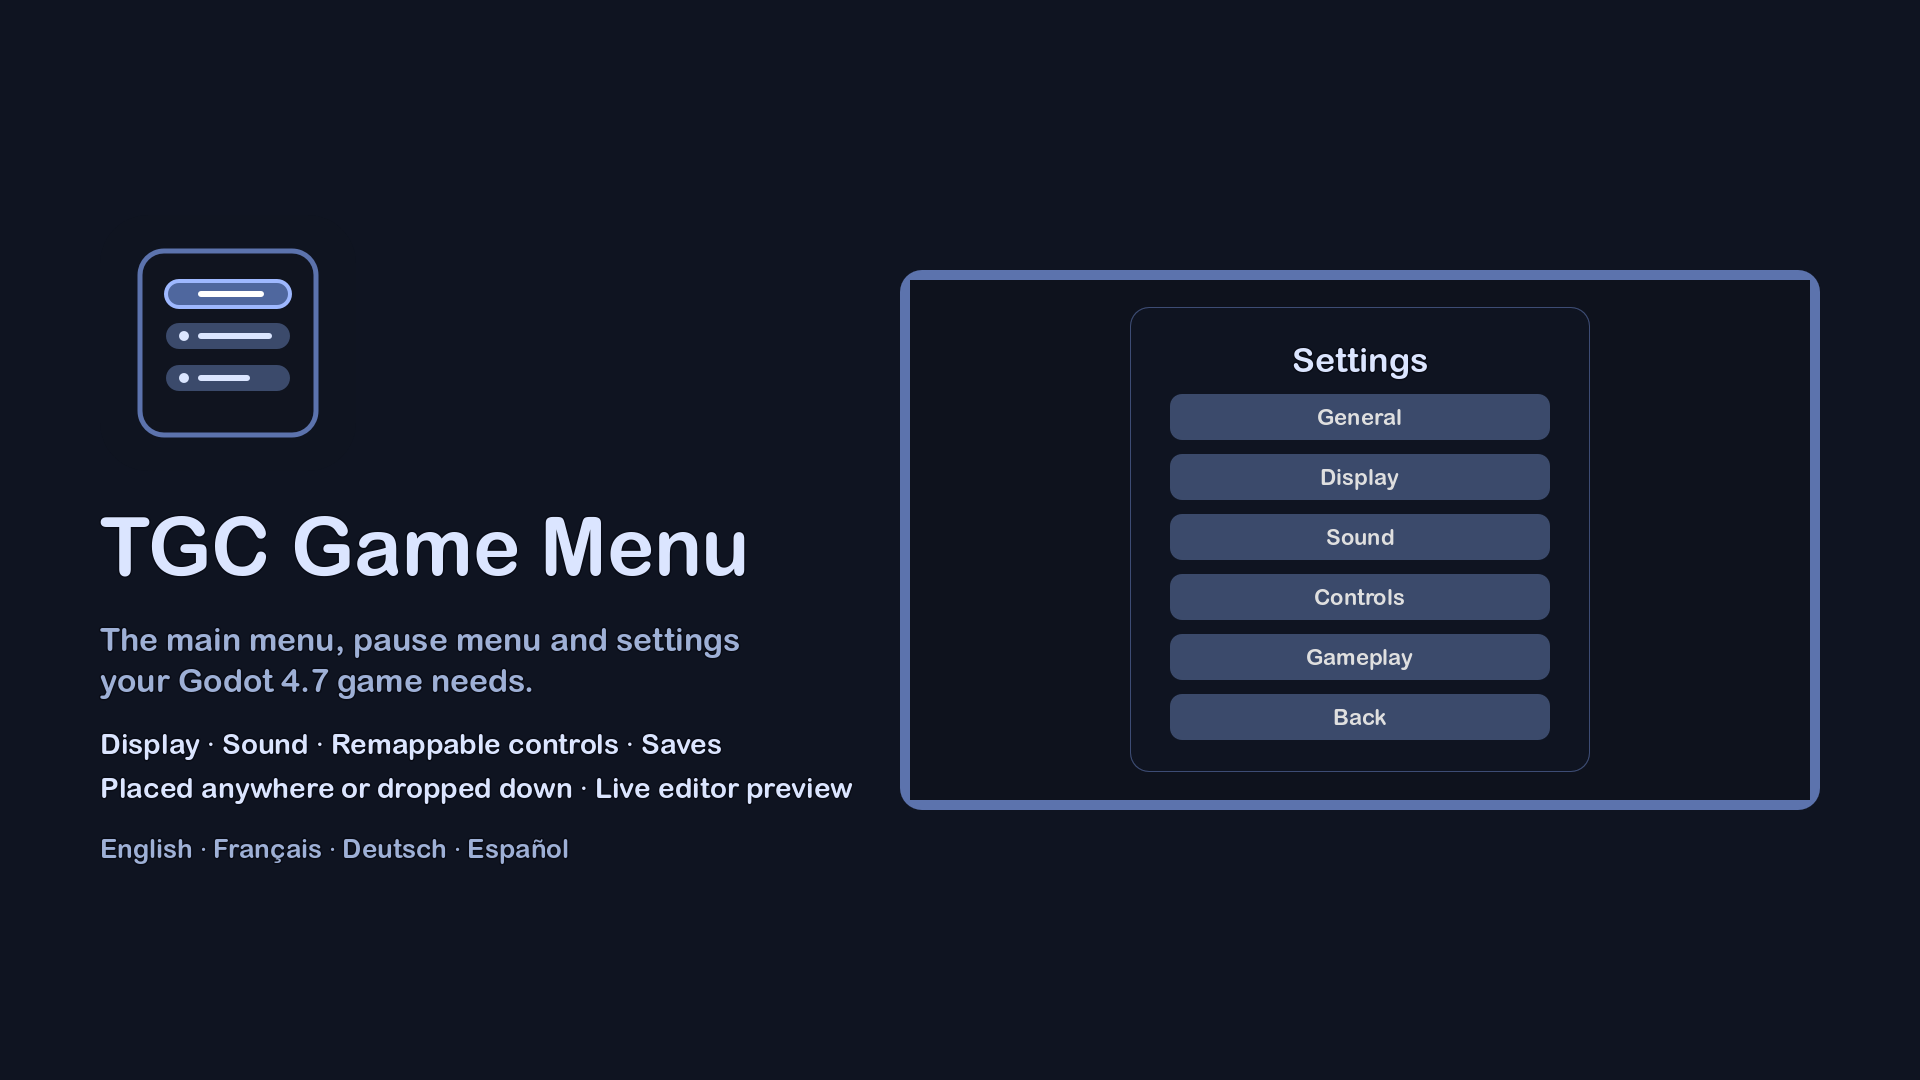 TGC Game Menu
The main menu, pause menu and settings
your Godot 4.7 game needs.
Display · Sound · Remappable controls · Saves
Placed anywhere or dropped down · Live editor preview
English · Français · Deutsch · Español
Settings
General
Display
Sound
Controls
Gameplay
Back